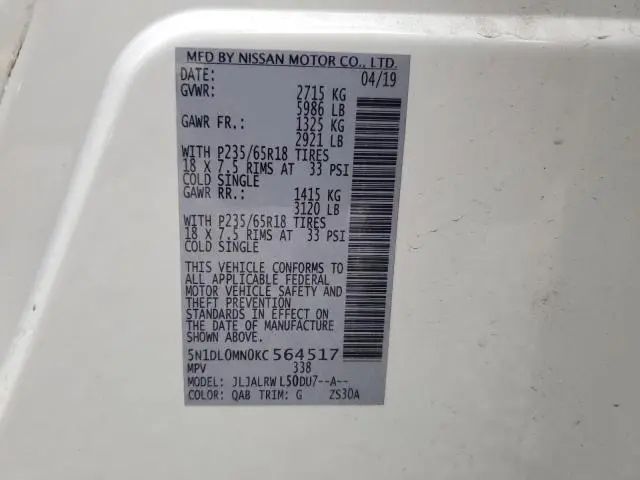 MFD BY NISSAN MOTOR CO., LTD.
DATE: 04/19
GVWR: 2715 KG
5986 LB
GAWR FR.: 1325 KG
2921 LB
WITH P235/65R18 TIRES
18 X 7.5 RIMS AT 33 PSI
COLD SINGLE
GAWR RR.: 1415 KG
3120 LB
WITH P235/65R18 TIRES
18 X 7.5 RIMS AT 33 PSI
COLD SINGLE
THIS VEHICLE CONFORMS TO
ALL APPLICABLE FEDERAL
MOTOR VEHICLE SAFETY AND
THEFT PREVENTION
STANDARDS IN EFFECT ON
THE DATE OF MANUFACTURE
SHOWN ABOVE.
5N1DL0MN0KC 564517
MPV 338
MODEL: JLJALRW L50DU7--A--
COLOR: QAB TRIM: G ZS30A